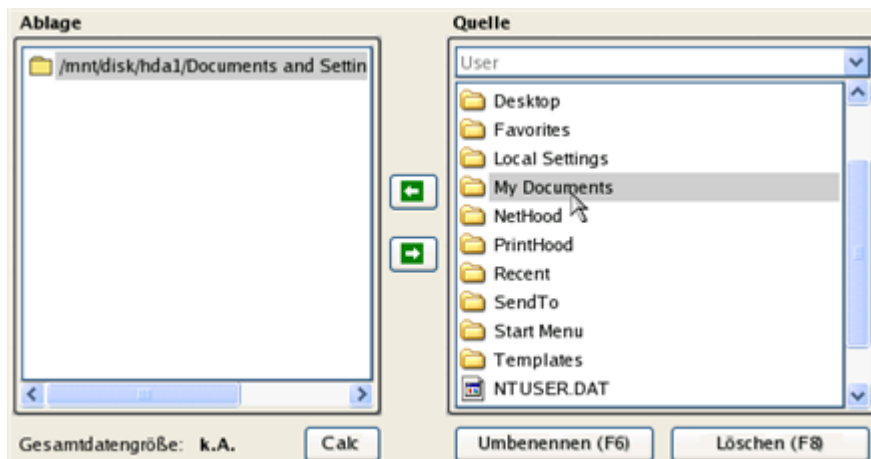 Ablage
/mnt/disk/hda1/Documents and Settin
Quelle
User
Desktop
Favorites
Local Settings
My Documents
NetHood
PrintHood
Recent
SendTo
Start Menu
Templates
NTUSER.DAT
Gesamtdatengröße: k.A.
Calc
Umbenennen (F6)
Löschen (F8)